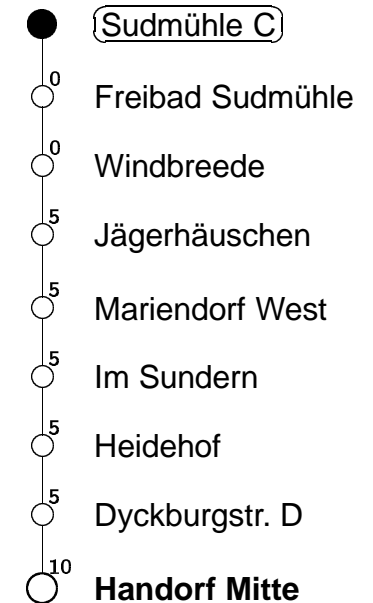 Sudmühle C
0 Freibad Sudmühle
0 Windbreede
5 Jägerhäuschen
5 Mariendorf West
5 Im Sundern
5 Heidehof
5 Dyckburgstr. D
10 Handorf Mitte